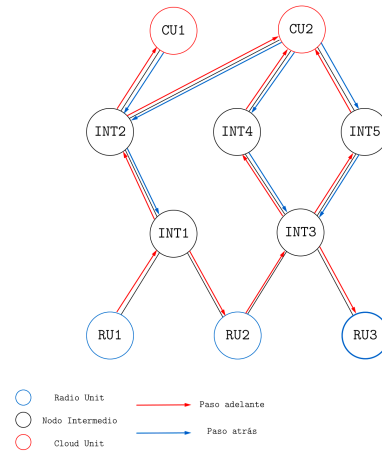 CU1 CU2
INT2 INT4 INT5
INT1 INT3
RU1 RU2 RU3
Radio Unit Paso adelante
Nodo Intermedio
Paso atrás
Cloud Unit